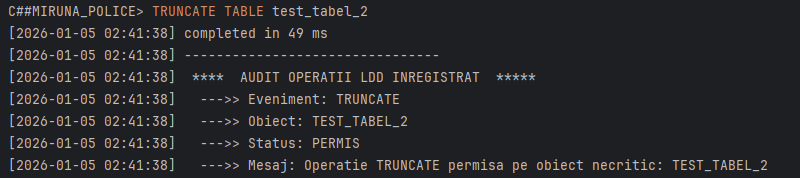 C##MIRUNA_POLICE> TRUNCATE TABLE test_tabel_2
[2026-01-05 02:41:38] completed in 49 ms
[2026-01-05 02:41:38] -------------------------------
[2026-01-05 02:41:38]  ****  AUDIT OPERATII LDD INREGISTRAT  *****
[2026-01-05 02:41:38]   --->> Eveniment: TRUNCATE
[2026-01-05 02:41:38]   --->> Obiect: TEST_TABEL_2
[2026-01-05 02:41:38]   --->> Status: PERMIS
[2026-01-05 02:41:38]   --->> Mesaj: Operatie TRUNCATE permisa pe obiect necritic: TEST_TABEL_2